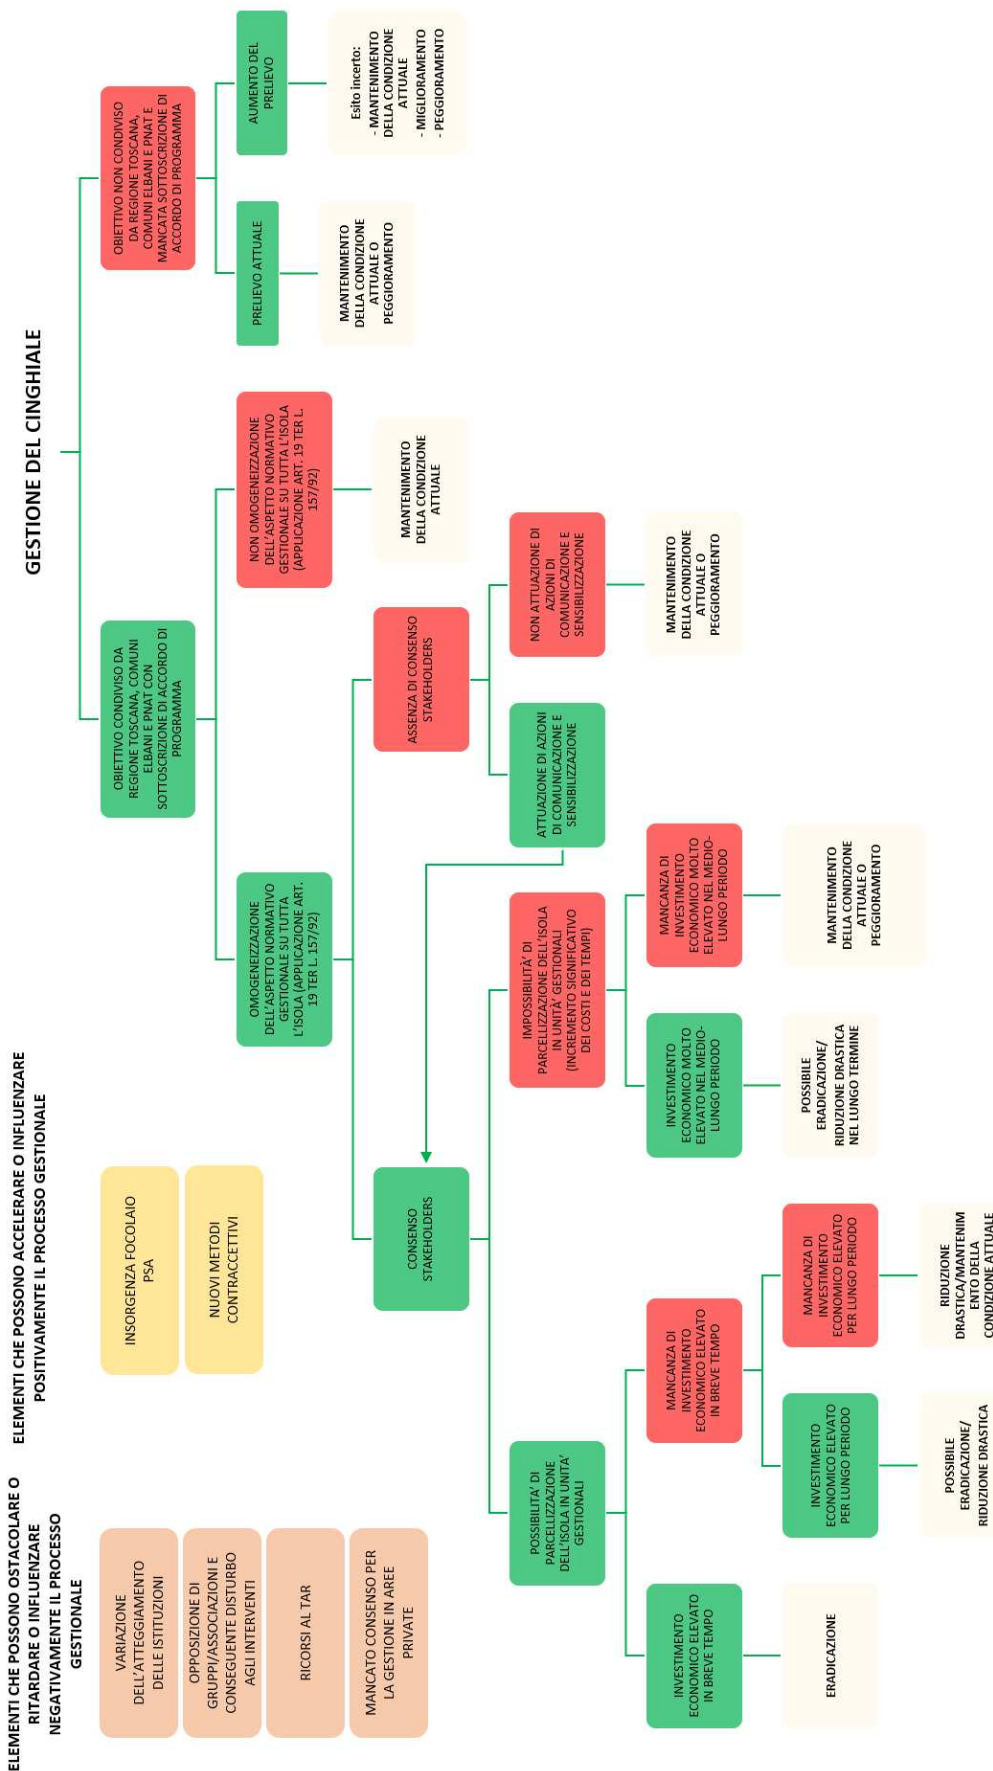 GESTIONE DEL CINGHIALE
ELEMENTI CHE POSSONO OSTACOLARE O
RITARDARE O INFLUENZARE
NEGATIVAMENTE IL PROCESSO
GESTIONALE
VARIAZIONE
DELL'ATTEGGIAMENTO
DELLE ISTITUZIONI
OPPOSIZIONE DI
GRUPPI/ASSOCIAZIONI E
CONSEGUENTE DISTURBO
AGLI INTERVENTI
RICORSI AL TAR
MANCATO CONSENSO PER
LA GESTIONE IN AREE
PRIVATE
ELEMENTI CHE POSSONO ACCELERARE O INFLUENZARE
POSITIVAMENTE IL PROCESSO GESTIONALE
INSORGENZA FOCOLAIO
PSA
NUOVI METODI
CONTRACCETTIVI
OBIETTIVO CONDIVISO DA
REGIONE TOSCANA, COMUNI
ELBANI E PNAT CON
SOTTOSCRIZIONE DI ACCORDO DI
PROGRAMMA
OBIETTIVO NON CONDIVISO
DA REGIONE TOSCANA,
COMUNI ELBANI E PNAT E
MANCATA SOTTOSCRIZIONE DI
ACCORDO DI PROGRAMMA
OMOGENEIZZAZIONE
DELL'ASPETTO NORMATIVO
GESTIONALE SU TUTTA
L'ISOLA (APPLICAZIONE ART.
19 TER L. 157/92)
NON OMOGENEIZZAZIONE
DELL'ASPETTO NORMATIVO
GESTIONALE SU TUTTA L'ISOLA
(APPLICAZIONE ART. 19 TER L.
157/92)
PRELIEVO ATTUALE
AUMENTO DEL
PRELIEVO
CONSENSO
STAKEHOLDERS
ASSENZA DI CONSENSO
STAKEHOLDERS
MANTENIMENTO
DELLA CONDIZIONE
ATTUALE
MANTENIMENTO
DELLA CONDIZIONE
ATTUALE O
PEGGIORAMENTO
Esito incerto:
- MANTENIMENTO
DELLA CONDIZIONE
ATTUALE
- MIGLIORAMENTO
- PEGGIORAMENTO
POSSIBILITA' DI
PARCELLIZZAZIONE
DELL'ISOLA IN UNITA'
GESTIONALI
IMPOSSIBILITA' DI
PARCELLIZZAZIONE DELL'ISOLA
IN UNITA' GESTIONALI
(INCREMENTO SIGNIFICATIVO
DEI COSTI E DEI TEMPI)
ATTUAZIONE DI AZIONI
DI COMUNICAZIONE E
SENSIBILIZZAZIONE
NON ATTUAZIONE DI
AZIONI DI
COMUNICAZIONE E
SENSIBILIZZAZIONE
INVESTIMENTO
ECONOMICO ELEVATO
IN BREVE TEMPO
MANCANZA DI
INVESTIMENTO
ECONOMICO ELEVATO
IN BREVE TEMPO
INVESTIMENTO
ECONOMICO MOLTO
ELEVATO NEL MEDIO-
LUNGO PERIODO
MANCANZA DI
INVESTIMENTO
ECONOMICO MOLTO
ELEVATO NEL MEDIO-
LUNGO PERIODO
MANTENIMENTO
DELLA CONDIZIONE
ATTUALE O
PEGGIORAMENTO
ERADICAZIONE
INVESTIMENTO
ECONOMICO ELEVATO
PER LUNGO PERIODO
MANCANZA DI
INVESTIMENTO
ECONOMICO ELEVATO
PER LUNGO PERIODO
POSSIBILE
ERADICAZIONE/
RIDUZIONE DRASTICA
NEL LUNGO TERMINE
MANTENIMENTO
DELLA CONDIZIONE
ATTUALE O
PEGGIORAMENTO
POSSIBILE
ERADICAZIONE/
RIDUZIONE DRASTICA
RIDUZIONE
DRASTICA/MANTENIM
ENTO DELLA
CONDIZIONE ATTUALE